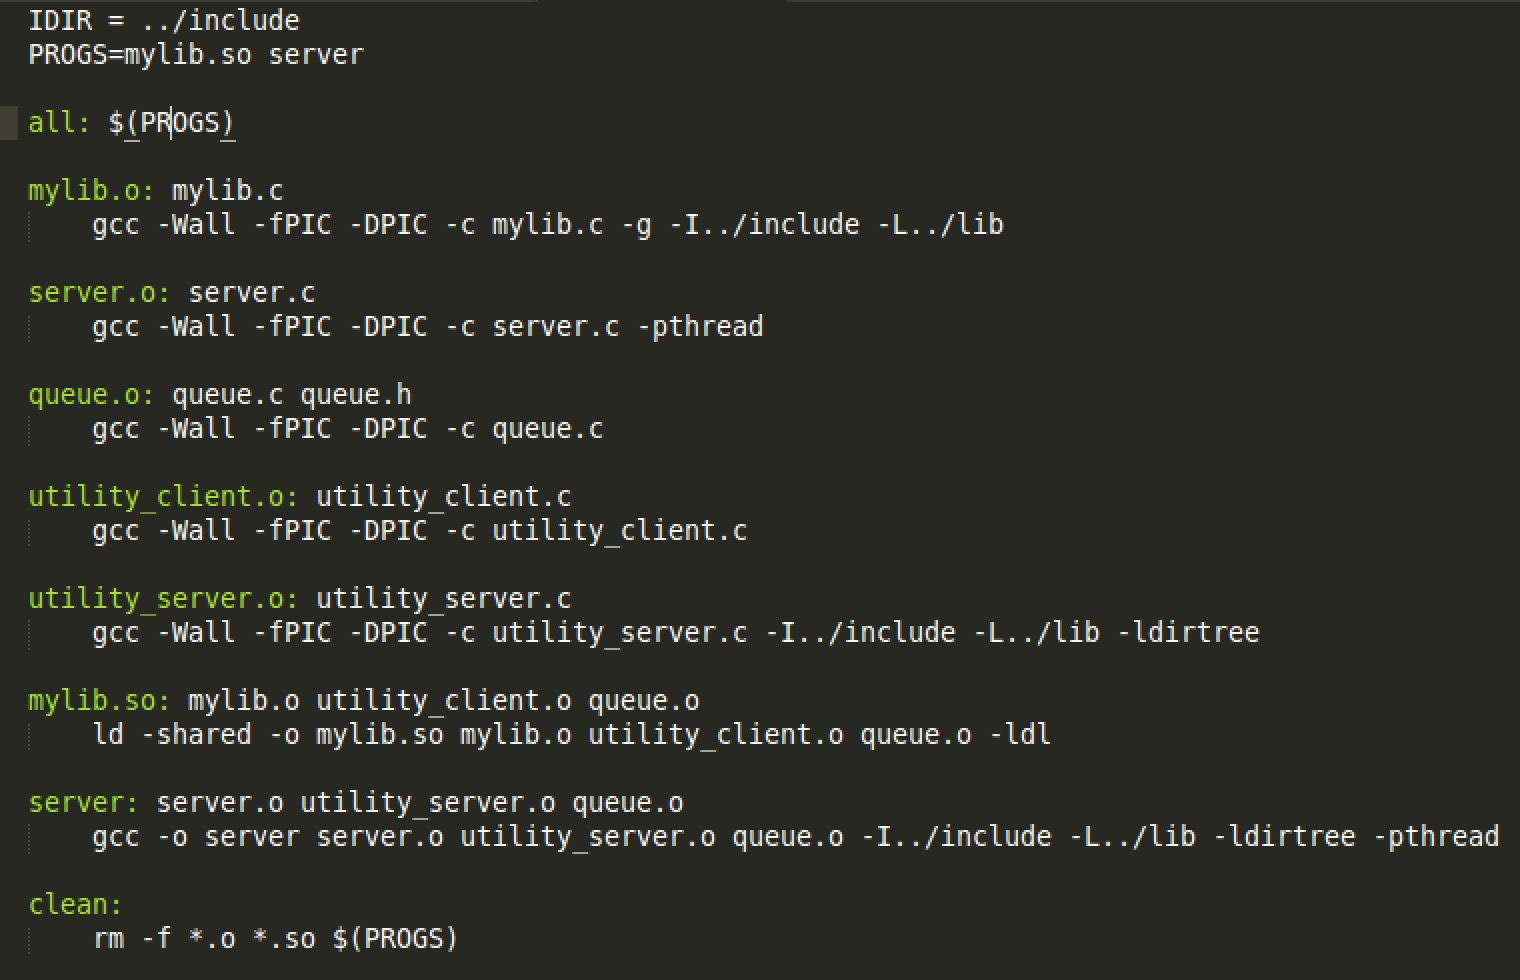 IDIR = ../include
PROGS=mylib.so server
all: $(PROGS)
mylib.o: mylib.c
gcc -Wall -fPIC -DPIC -c mylib.c -g -I../include -L../lib
server.o: server.c
gcc -Wall -fPIC -DPIC -c server.c -pthread
queue.o: queue.c queue.h
gcc -Wall -fPIC -DPIC -c queue.c
utility_client.o: utility_client.c
gcc -Wall -fPIC -DPIC -c utility_client.c
utility_server.o: utility_server.c
gcc -Wall -fPIC -DPIC -c utility_server.c -I../include -L../lib -ldirtree
mylib.so: mylib.o utility_client.o queue.o
ld -shared -o mylib.so mylib.o utility_client.o queue.o -ldl
server: server.o utility_server.o queue.o
gcc -o server server.o utility_server.o queue.o -I../include -L../lib -ldirtree -pthread
clean:
rm -f *.o *.so $(PROGS)